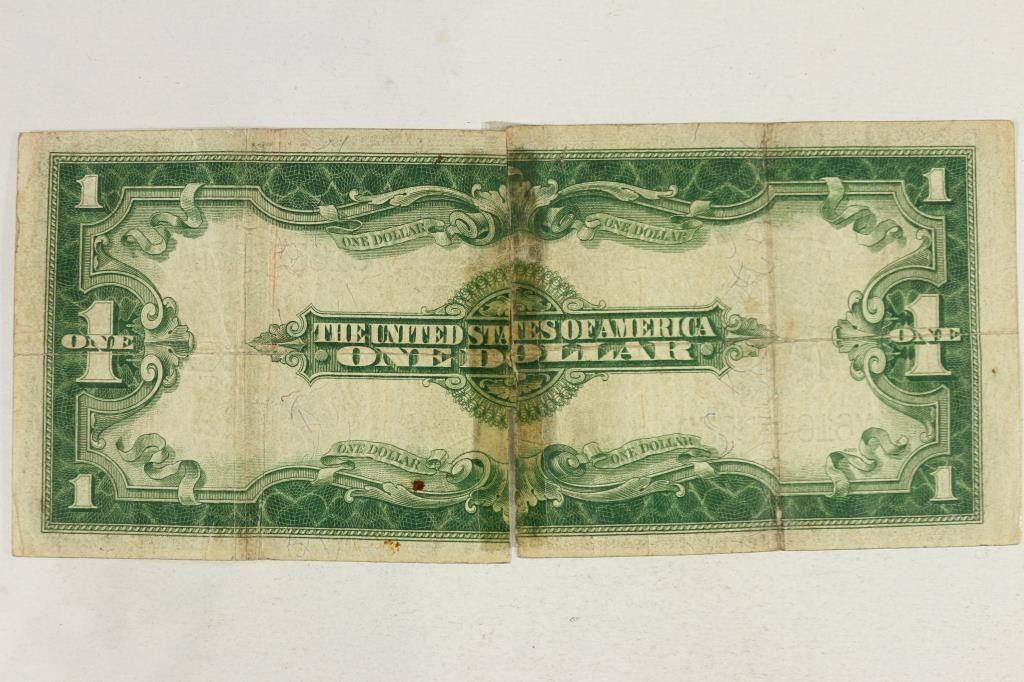 1 1
ONE DOLLAR ONE DOLLAR
THE UNITED STATES OF AMERICA
1 ONE ONE DOLLAR 1 ONE
ONE DOLLAR ONE DOLLAR
1 1